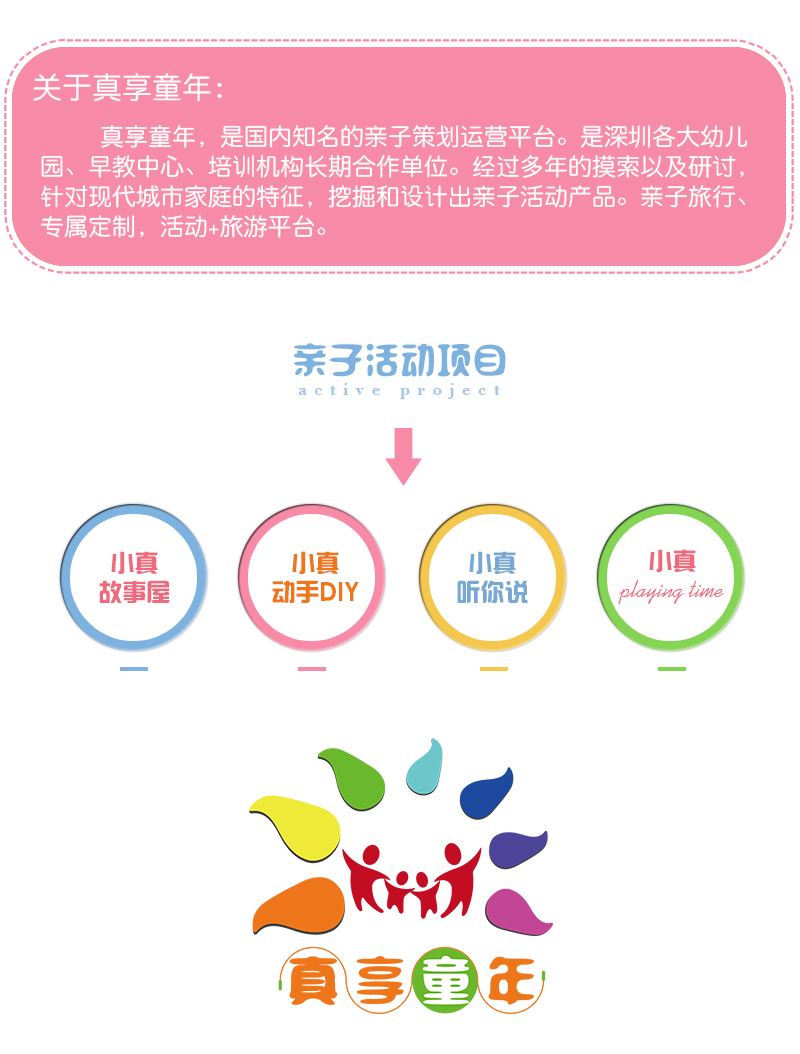 关于真享童年：
真享童年，是国内知名的亲子策划运营平台。是深圳各大幼儿
园、早教中心、培训机构长期合作单位。经过多年的摸索以及研讨，
针对现代城市家庭的特征，挖掘和设计出亲子活动产品。亲子旅行、
专属定制，活动+旅游平台。
亲子活动项目
active project
小真
故事屋
小真
动手DIY
小真
听你说
小真
playing time
真享童年